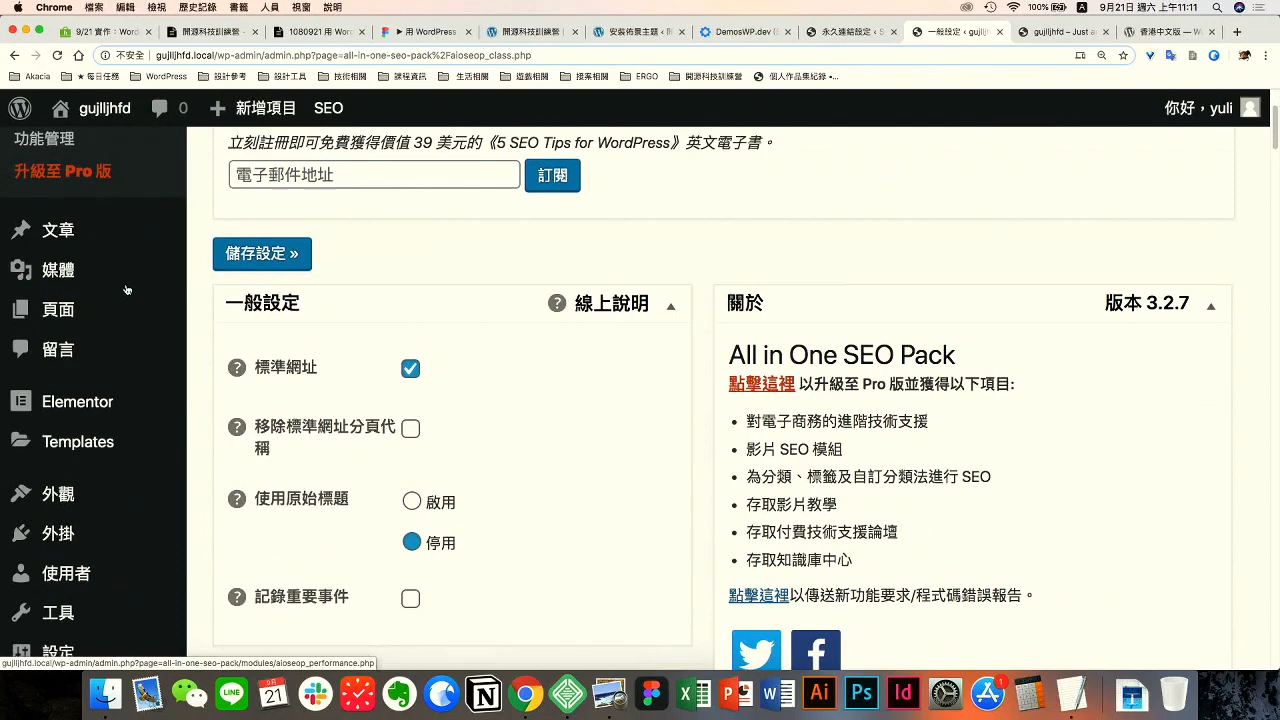 Chrome 檔案 編輯 檢視 歷史記錄 書籤 人員 視窗 說明 100% 9月21日 週六 上午11:11
9/21 實作：Word 開源科技訓練營 - 1080921 用 Wor 用 WordPress 開源科技訓練營 安裝佈景主題 DemosWP.dev ( 永久連結設定 ‹ 一般設定 ‹ gujllj gujlljhfd – Just a 香港中文版 — W
不安全 gujlljhfd.local/wp-admin/admin.php?page=all-in-one-seo-pack%2Faioseop_class.php
Akacia ★ 每日任務 WordPress 設計參考 設計工具 技術相關 課程資訊 生活相關 遊戲相關 接案相關 ERGO 開源科技訓練營 個人作品集紀錄 •...
gujlljhfd 0 新增項目 SEO 你好，yuli
功能管理
升級至 Pro 版
文章
媒體
頁面
留言
Elementor
Templates
外觀
外掛
使用者
工具
設定
立刻註冊即可免費獲得價值 39 美元的《5 SEO Tips for WordPress》英文電子書。
電子郵件地址 訂閱
儲存設定 »
一般設定 線上說明
標準網址
移除標準網址分頁代
稱
使用原始標題 啟用
停用
記錄重要事件
關於 版本 3.2.7
All in One SEO Pack
點擊這裡 以升級至 Pro 版並獲得以下項目:
• 對電子商務的進階技術支援
• 影片 SEO 模組
• 為分類、標籤及自訂分類法進行 SEO
• 存取影片教學
• 存取付費技術支援論壇
• 存取知識庫中心
點擊這裡以傳送新功能要求/程式碼錯誤報告。
gujlljhfd.local/wp-admin/admin.php?page=all-in-one-seo-pack/modules/aioseop_performance.php
LINE 9月 21 Ai Ps Id 1